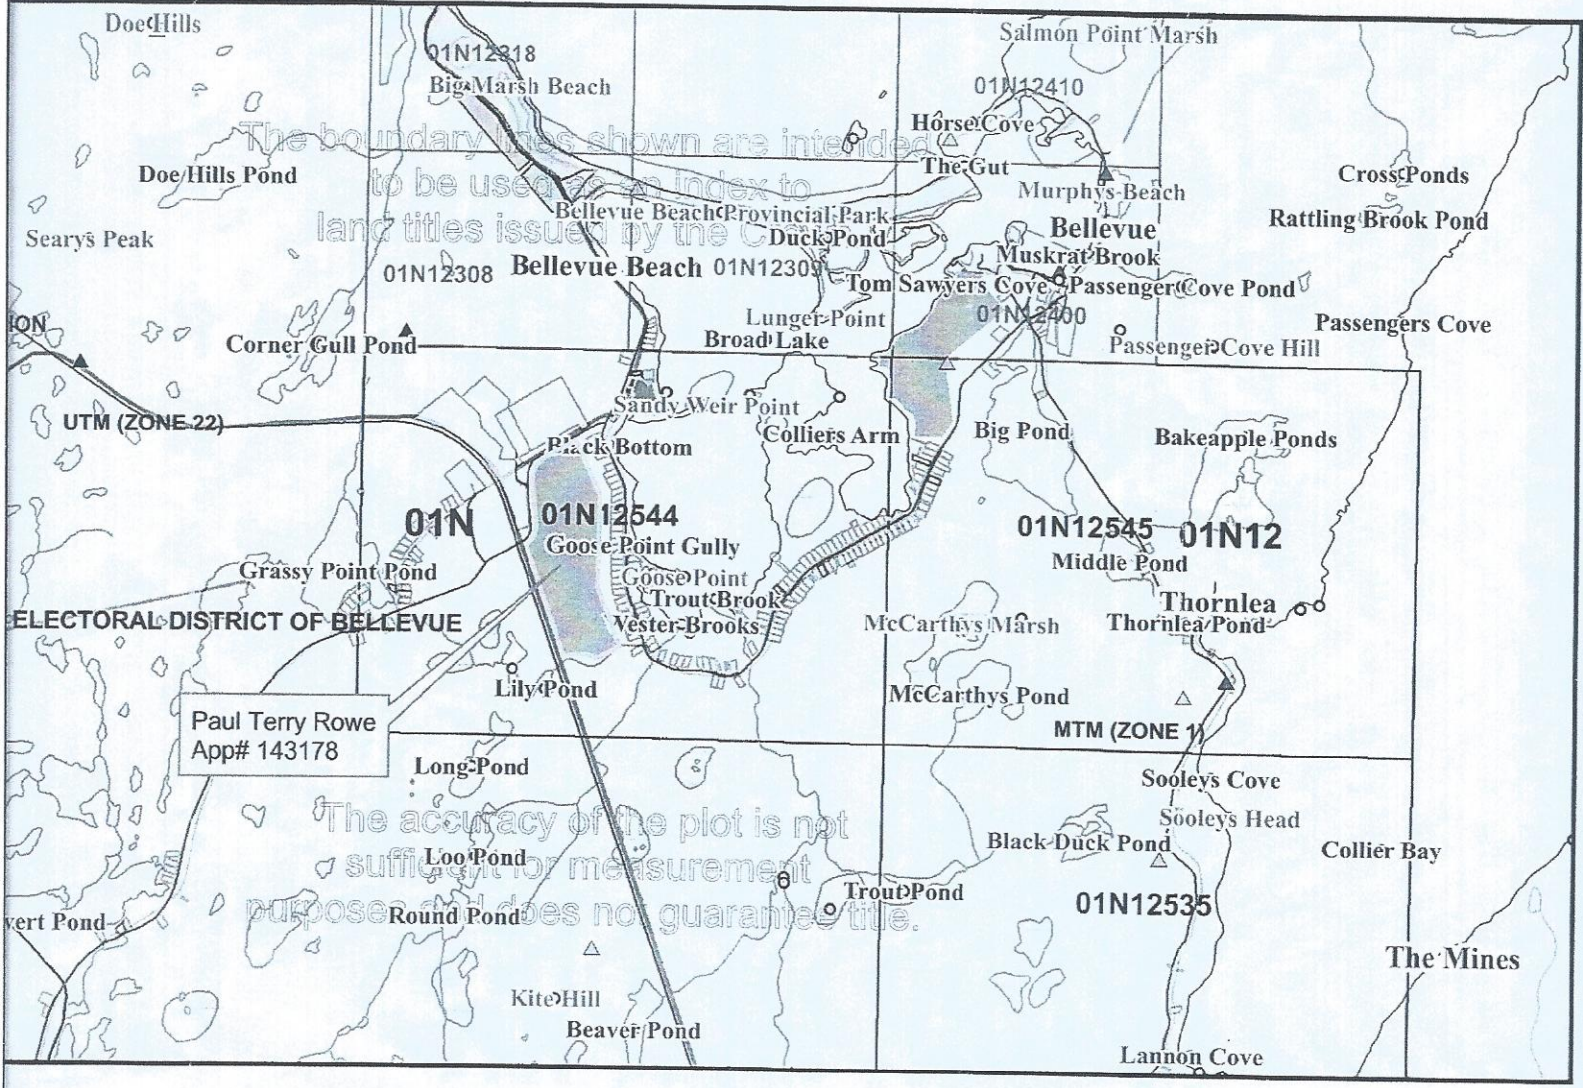 Doe Hills
01N12318
Big Marsh Beach
Salmon Point Marsh
01N12410
Horse Cove
The boundary lines shown are intended
to be used as an index to
land titles issued by the
The Gut
Murphys Beach
Cross Ponds
Doe Hills Pond
Bellevue Beach Provincial Park
Bellevue
Rattling Brook Pond
Searys Peak
Duck Pond
Muskrat Brook
01N12308
Bellevue Beach
01N12309
Tom Sawyers Cove
Passenger Cove Pond
Lunger Point
01N12400
ION
Corner Gull Pond
Broad Lake
Passenger Cove Hill
Passengers Cove
UTM (ZONE 22)
Sandy Weir Point
Black Bottom
Colliers Arm
Big Pond
Bakeapple Ponds
01N
01N12544
01N12545
01N12
Goose Point Gully
Middle Pond
Grassy Point Pond
Goose Point
Trout Brook
Thornlea
ELECTORAL DISTRICT OF BELLEVUE
Vester Brooks
McCarthys Marsh
Thornlea Pond
Lily Pond
McCarthys Pond
Paul Terry Rowe
App# 143178
MTM (ZONE 1)
Long Pond
Sooleys Cove
The accuracy of the plot is not
sufficient for measurement
purposes and does not guarantee title.
Sooleys Head
Loo Pond
Black Duck Pond
Collier Bay
Trout Pond
01N12535
Round Pond
vert Pond
The Mines
Kite Hill
Beaver Pond
Lannon Cove